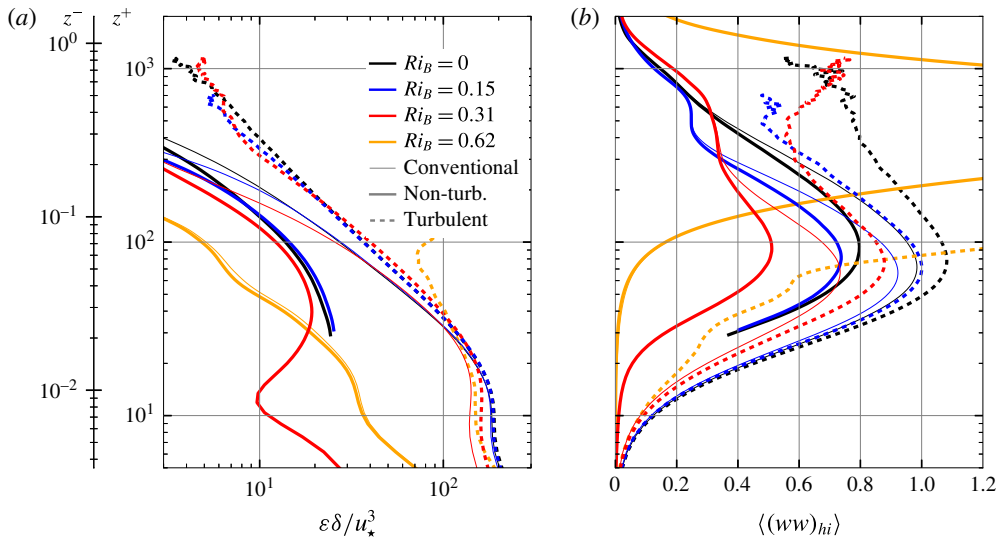 (a) z⁻ z⁺
10⁰
10³
10⁻¹
10²
10⁻²
10¹
10¹ 10²
εδ/u⋆³
Ri_B = 0
Ri_B = 0.15
Ri_B = 0.31
Ri_B = 0.62
Conventional
Non-turb.
Turbulent
(b)
0 0.2 0.4 0.6 0.8 1.0 1.2
⟨(ww)_hi⟩